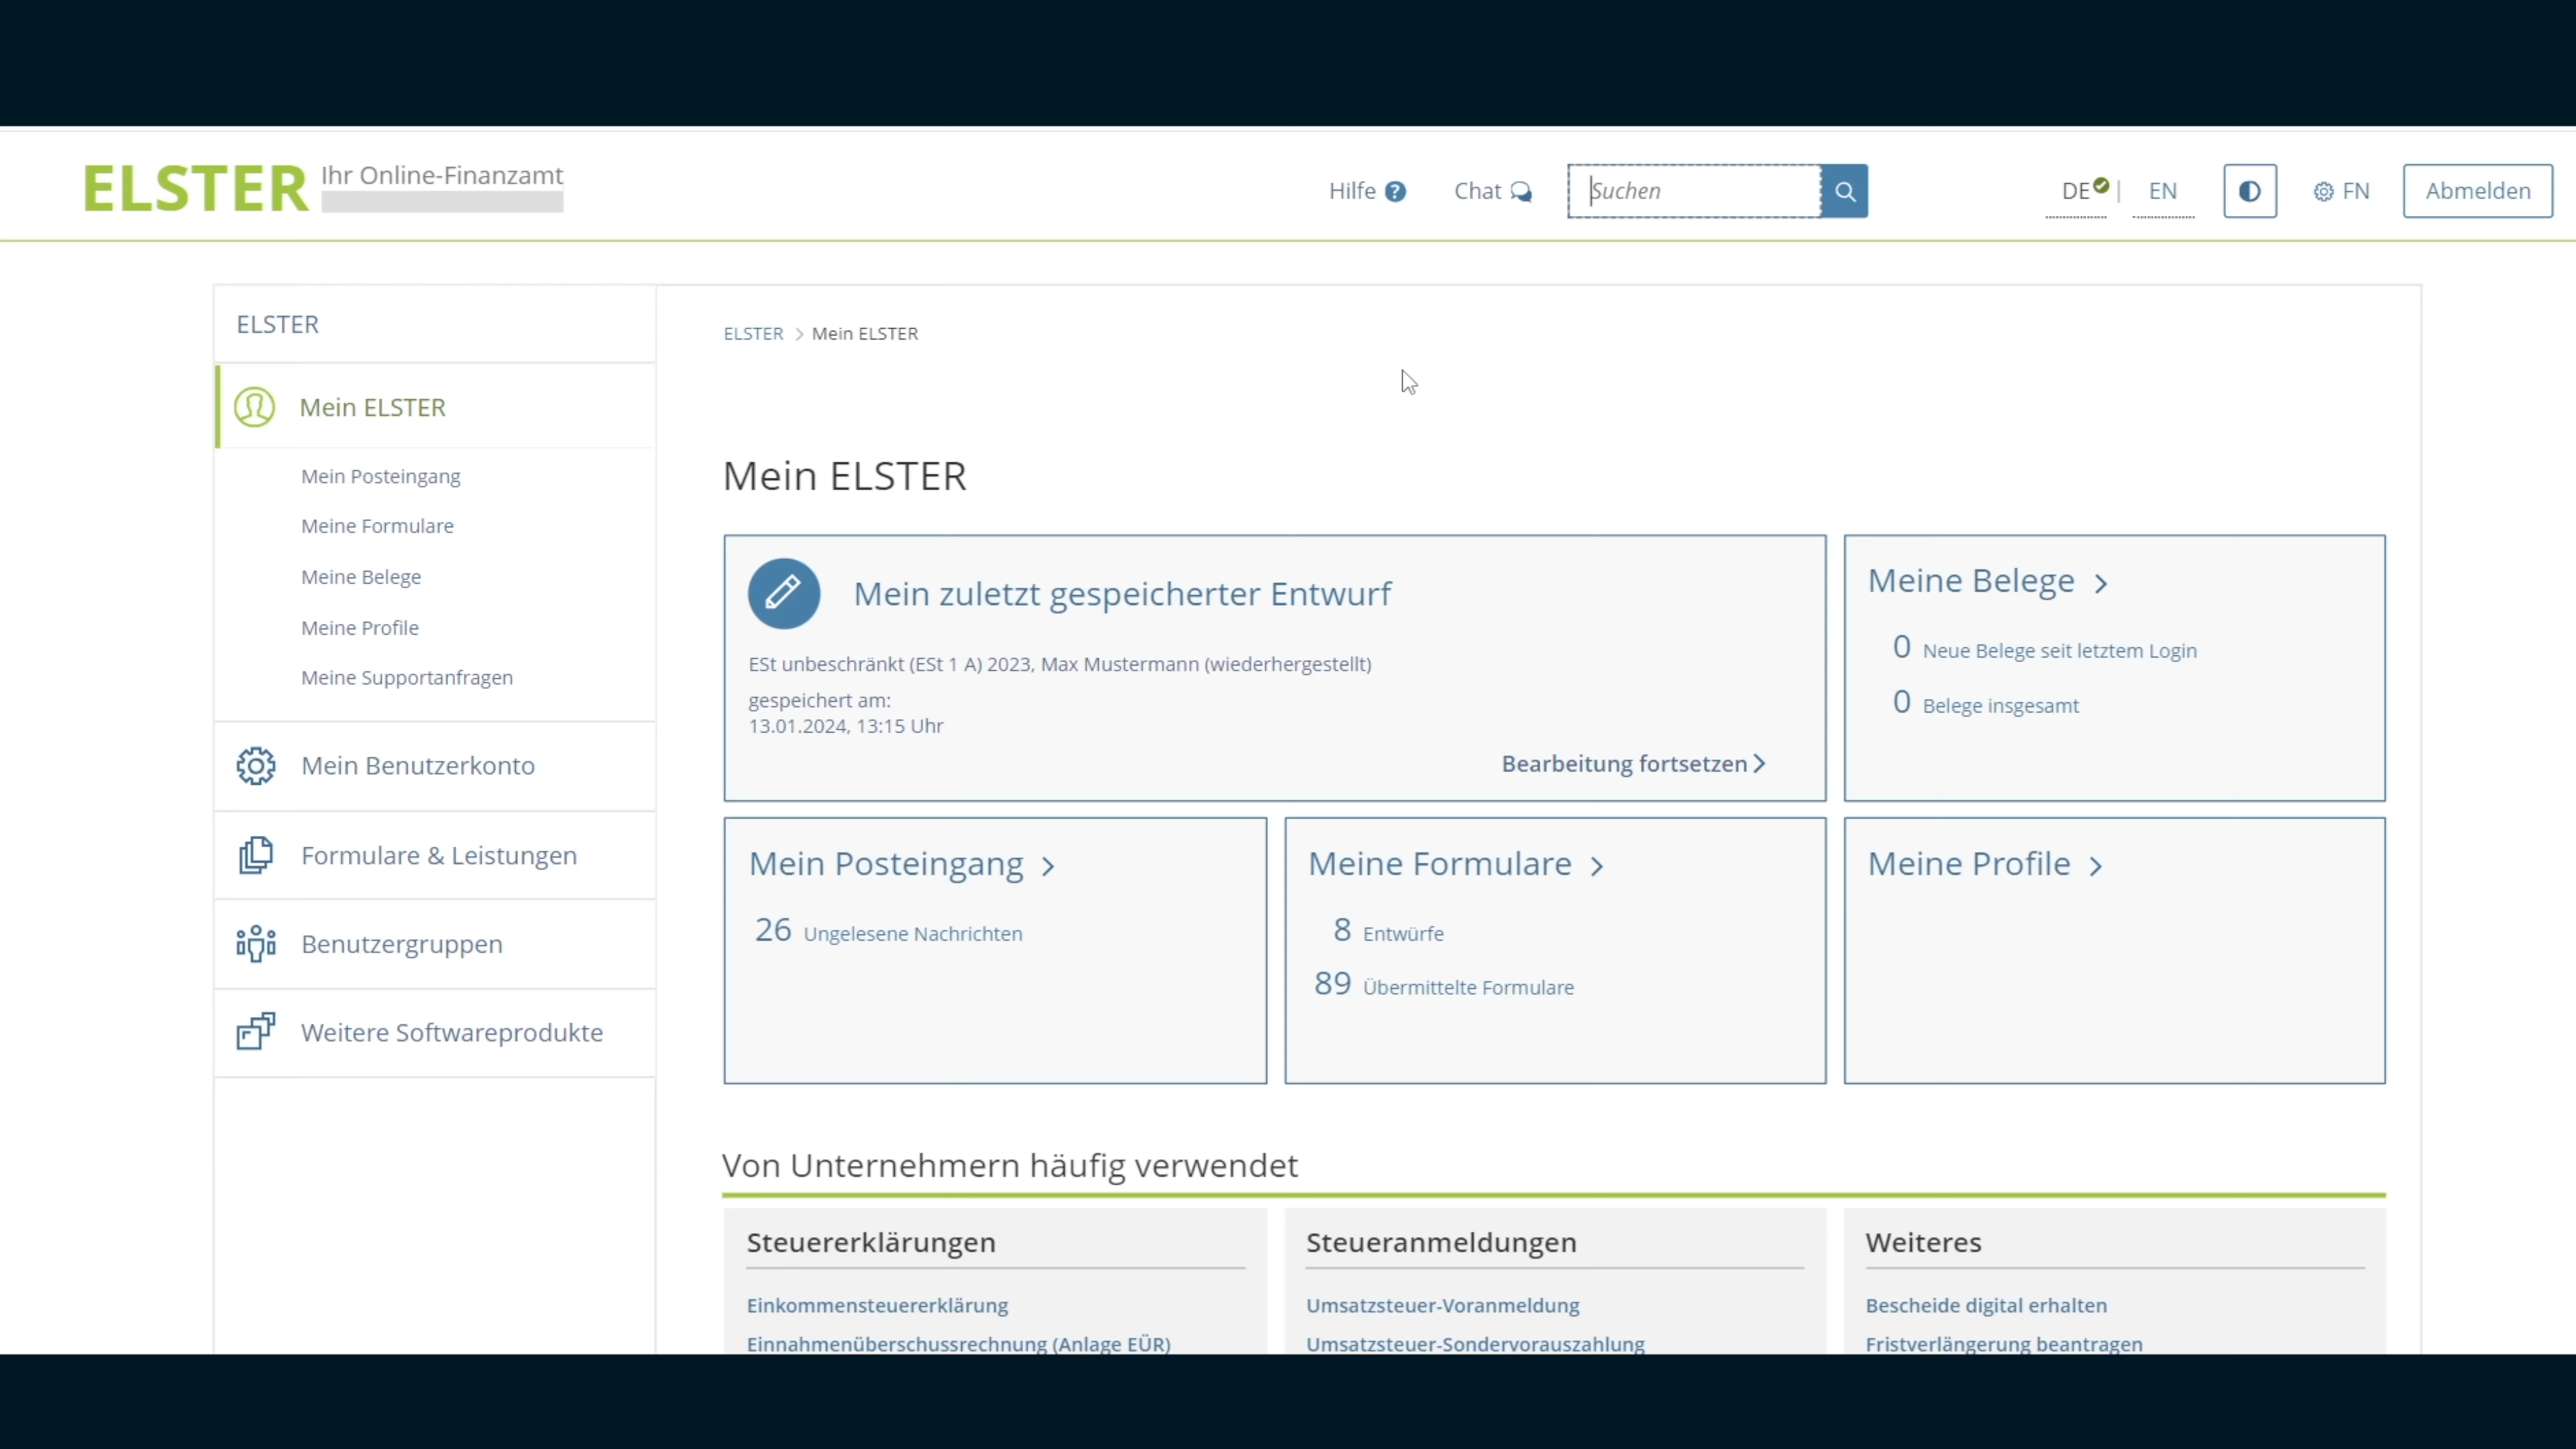 ELSTER Ihr Online-Finanzamt
Hilfe ? Chat Suchen DE | EN FN Abmelden
ELSTER
Mein ELSTER
Mein Posteingang
Meine Formulare
Meine Belege
Meine Profile
Meine Supportanfragen
Mein Benutzerkonto
Formulare & Leistungen
Benutzergruppen
Weitere Softwareprodukte
ELSTER > Mein ELSTER
Mein ELSTER
Mein zuletzt gespeicherter Entwurf
ESt unbeschränkt (ESt 1 A) 2023, Max Mustermann (wiederhergestellt)
gespeichert am:
13.01.2024, 13:15 Uhr
Bearbeitung fortsetzen >
Meine Belege >
0 Neue Belege seit letztem Login
0 Belege insgesamt
Mein Posteingang >
26 Ungelesene Nachrichten
Meine Formulare >
8 Entwürfe
89 Übermittelte Formulare
Meine Profile >
Von Unternehmern häufig verwendet
Steuererklärungen
Einkommensteuererklärung
Einnahmenüberschussrechnung (Anlage EÜR)
Steueranmeldungen
Umsatzsteuer-Voranmeldung
Umsatzsteuer-Sondervorauszahlung
Weiteres
Bescheide digital erhalten
Fristverlängerung beantragen